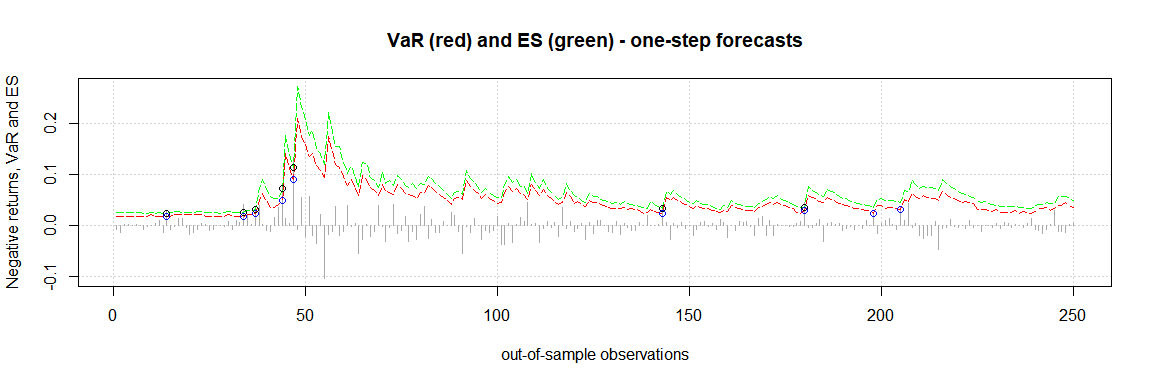 VaR (red) and ES (green) - one-step forecasts
Negative returns, VaR and ES
0.2
0.1
0.0
-0.1
0 50 100 150 200 250
out-of-sample observations